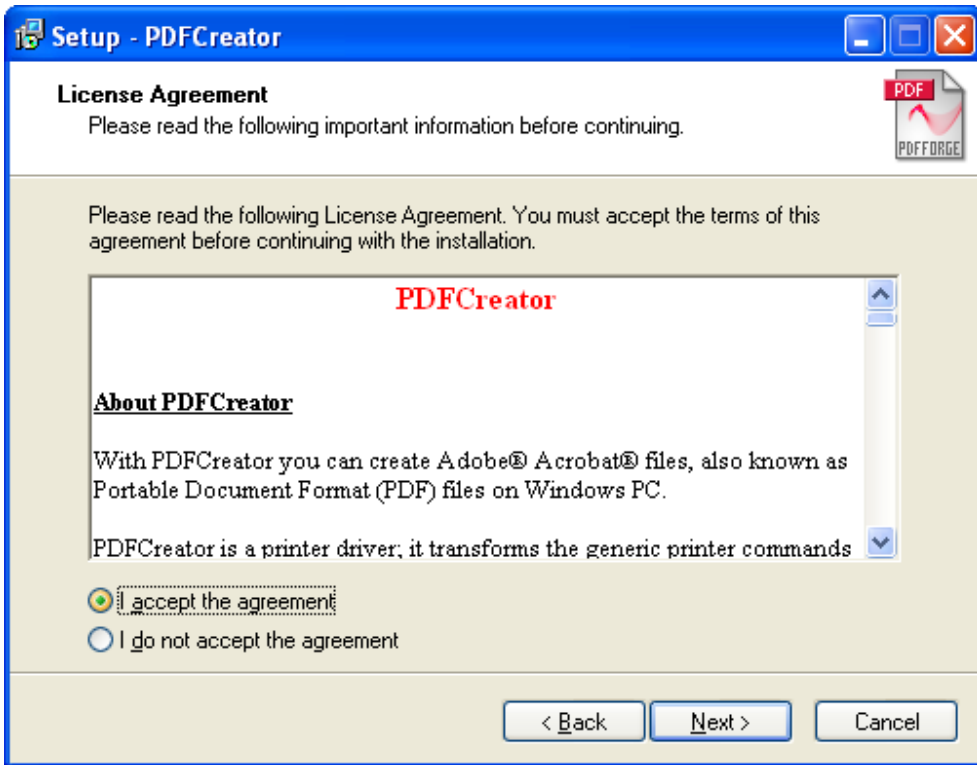 Setup - PDFCreator
License Agreement
Please read the following important information before continuing.
PDF
PDFFORGE
Please read the following License Agreement. You must accept the terms of this
agreement before continuing with the installation.
PDFCreator
About PDFCreator
With PDFCreator you can create Adobe® Acrobat® files, also known as
Portable Document Format (PDF) files on Windows PC.
PDFCreator is a printer driver; it transforms the generic printer commands
I accept the agreement
I do not accept the agreement
< Back
Next >
Cancel